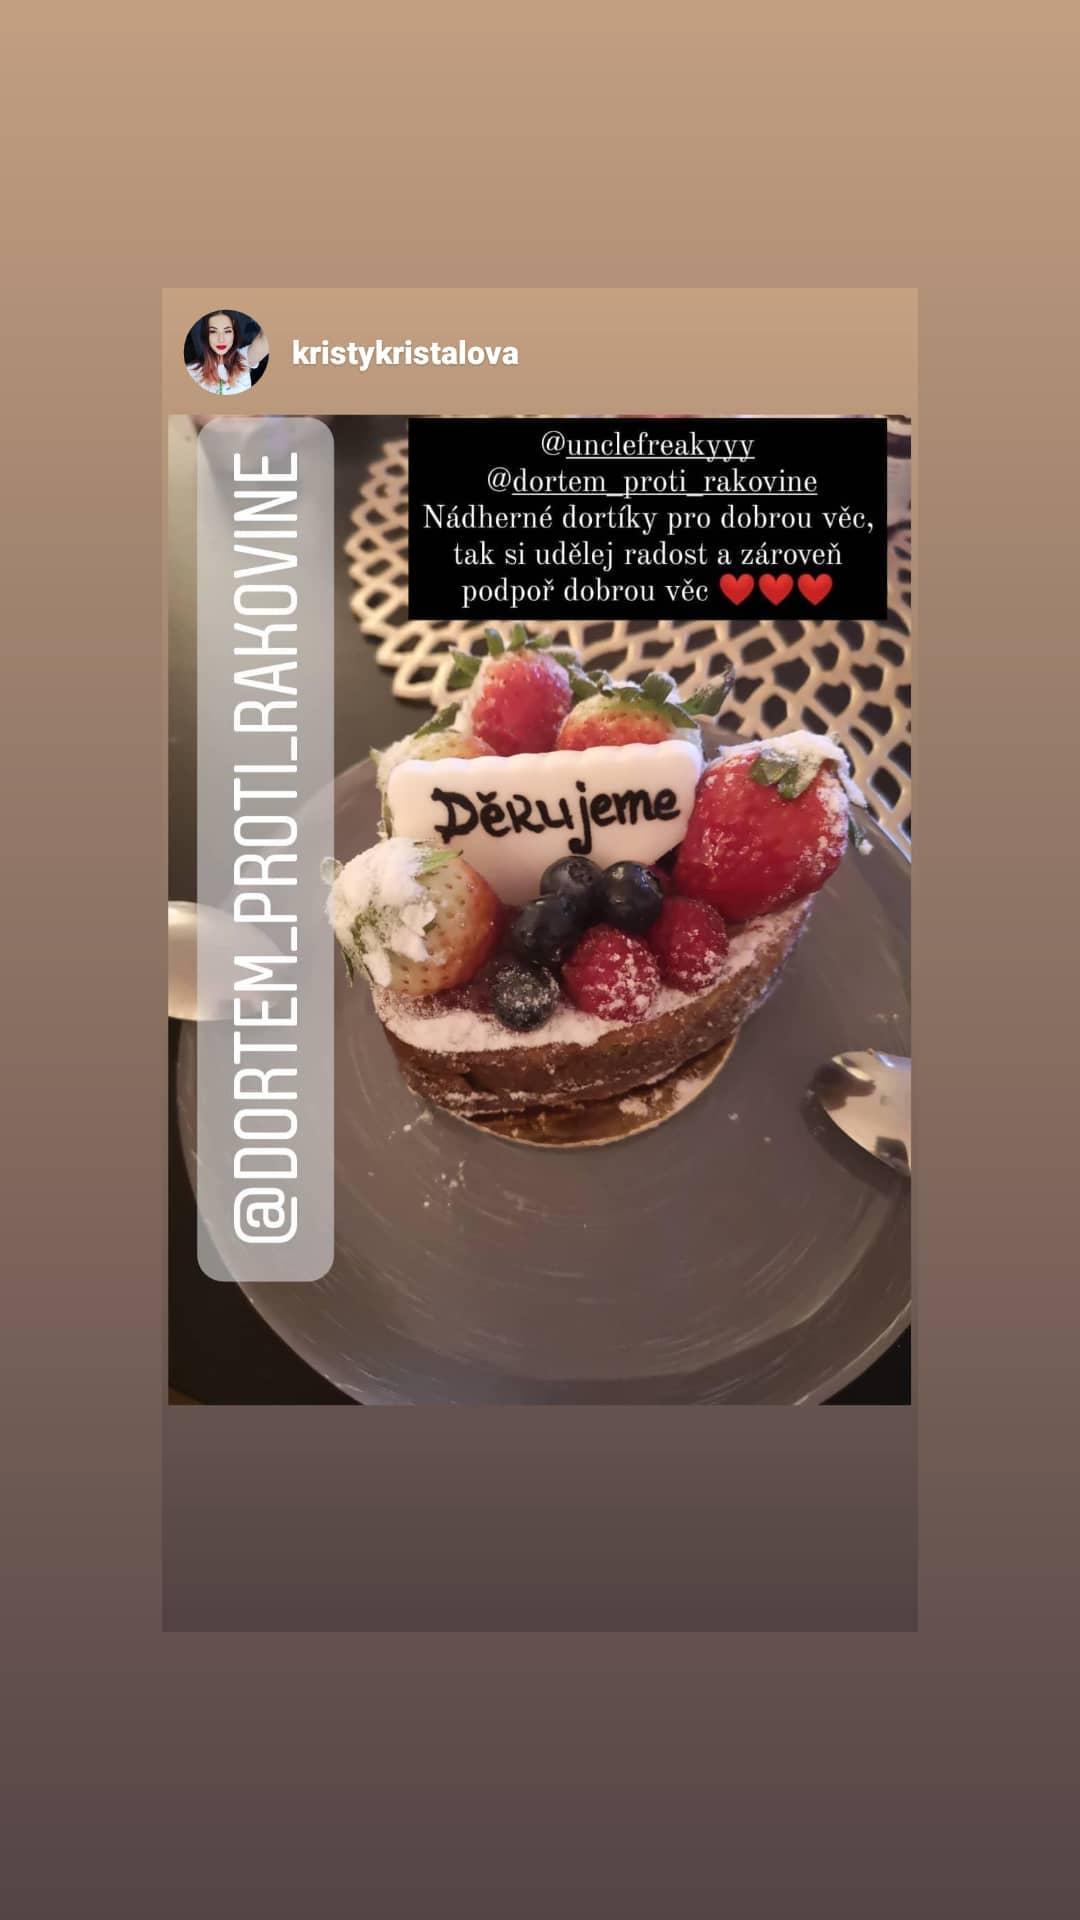 kristykristalova
@unclefreakyyy
@dortem_proti_rakovine
Nádherné dortíky pro dobrou věc,
tak si udělej radost a zároveň
podpoř dobrou věc ❤️❤️❤️
@DORTEM_PROTI_RAKOVINE
Děkujeme